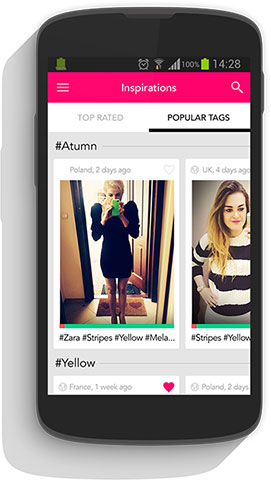 100% 14:28
Inspirations
TOP RATED POPULAR TAGS
#Atumn
Poland, 2 days ago UK, 4 days ago
#Zara #Stripes #Yellow #Mela... #Stripes #Yellow
#Yellow
France, 1 week ago Poland, 2 days